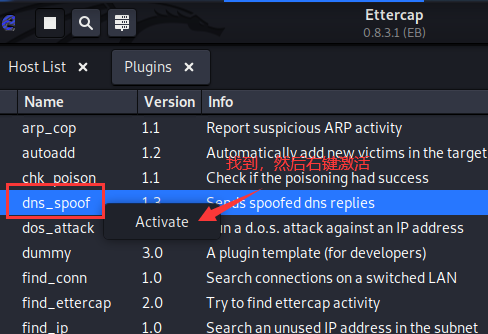 Ettercap
0.8.3.1 (EB)
Host List ×
Plugins ×
Name Version Info
arp_cop 1.1 Report suspicious ARP activity
autoadd 1.2 Automatically add new victims in the target
找到，然后右键激活
chk_poison 1.1 Check if the poisoning had success
dns_spoof 1.3 Sends spoofed dns replies
Activate
dos_attack un a d.o.s. attack against an IP address
dummy 3.0 A plugin template (for developers)
find_conn 1.0 Search connections on a switched LAN
find_ettercap 2.0 Try to find ettercap activity
find_ip 1.0 Search an unused IP address in the subnet